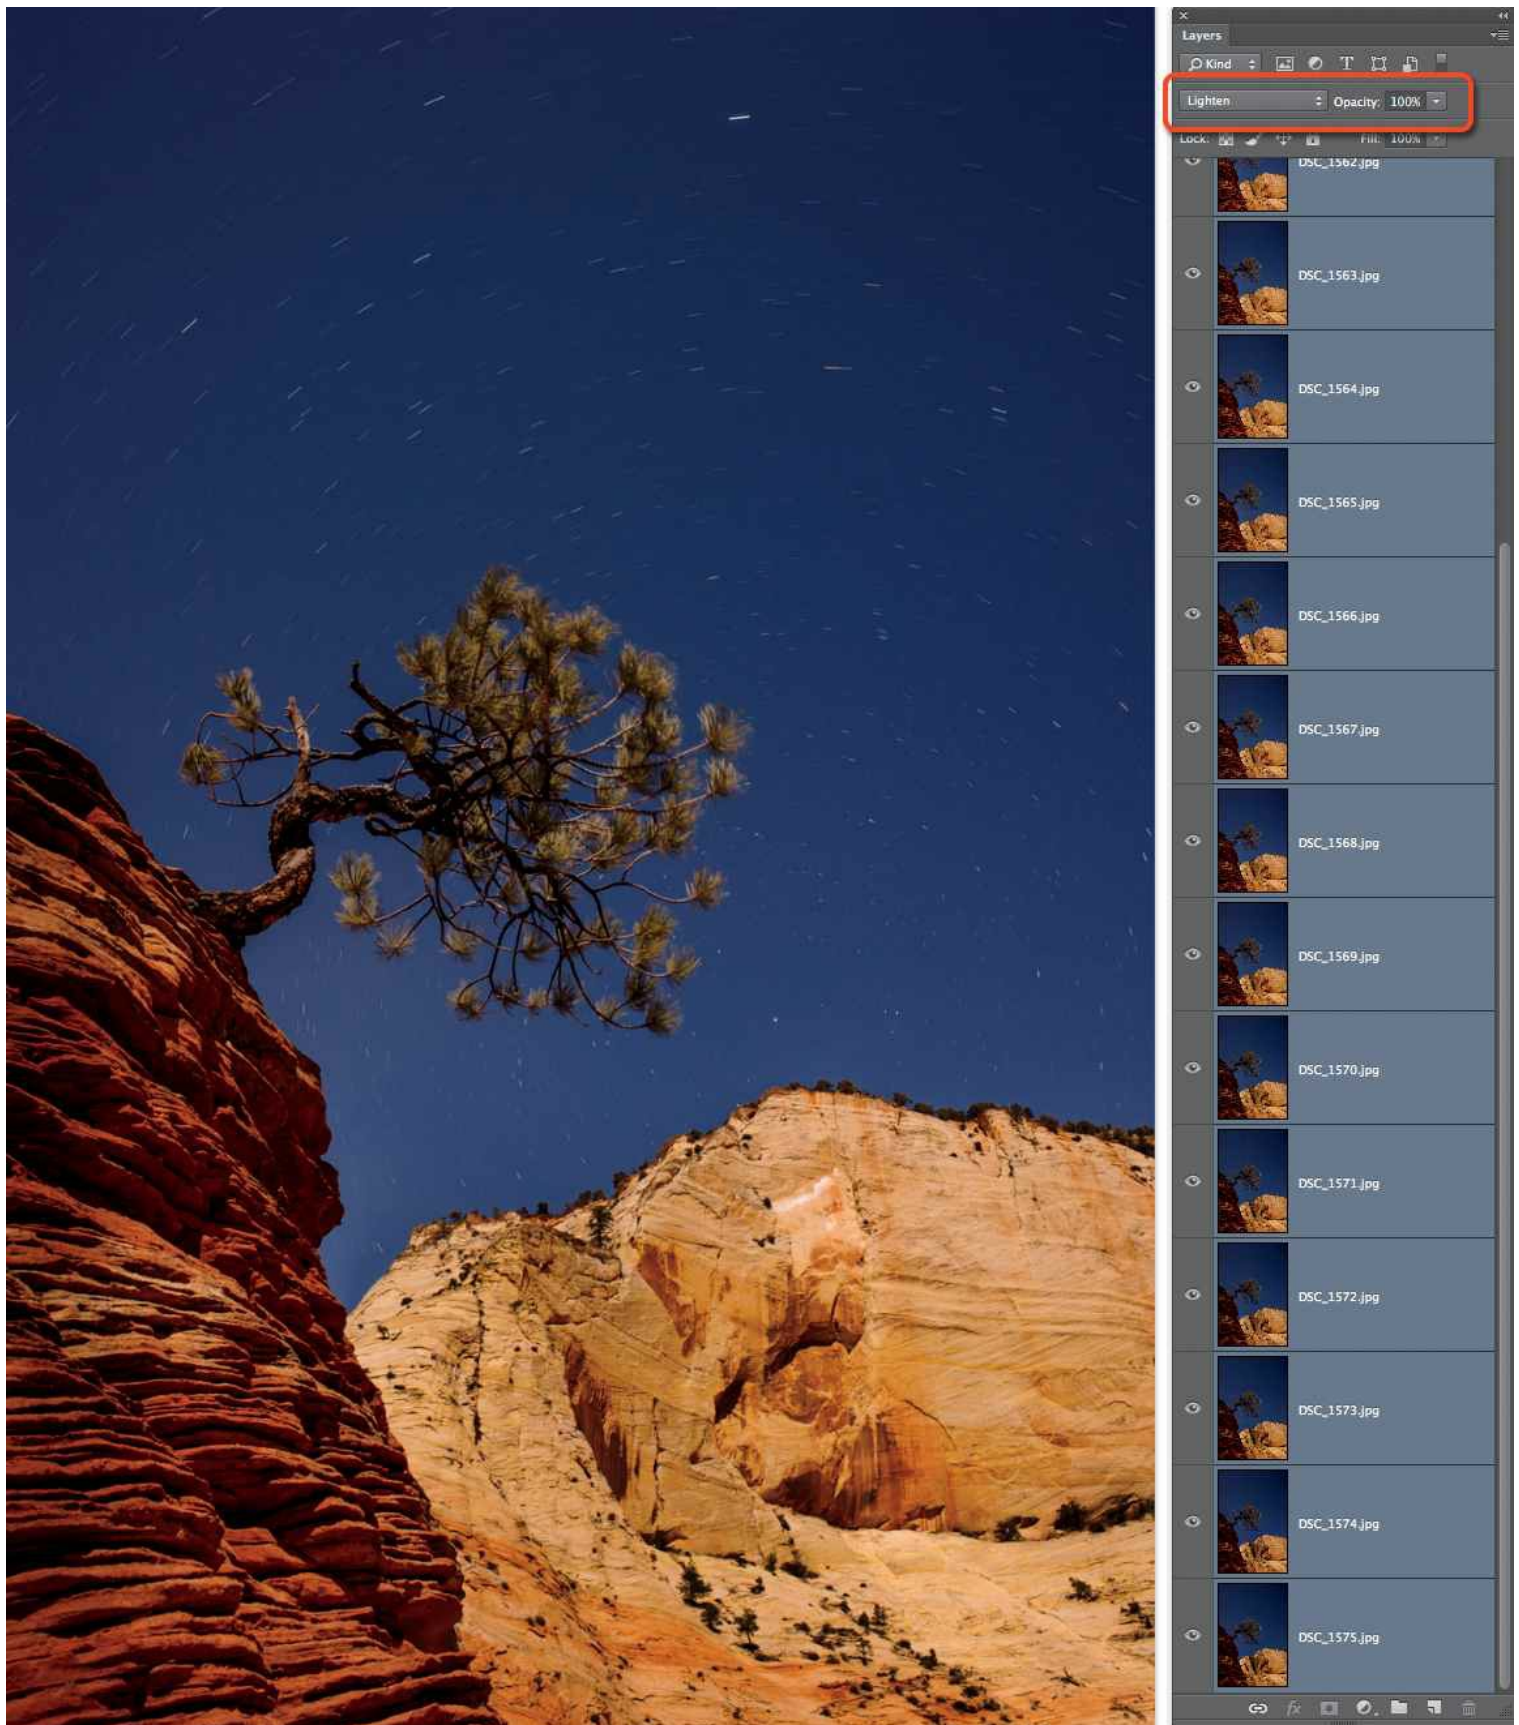 Layers
Kind
Lighten Opacity: 100%
Lock: Fill: 100%
DSC_1562.jpg
DSC_1563.jpg
DSC_1564.jpg
DSC_1565.jpg
DSC_1566.jpg
DSC_1567.jpg
DSC_1568.jpg
DSC_1569.jpg
DSC_1570.jpg
DSC_1571.jpg
DSC_1572.jpg
DSC_1573.jpg
DSC_1574.jpg
DSC_1575.jpg
fx